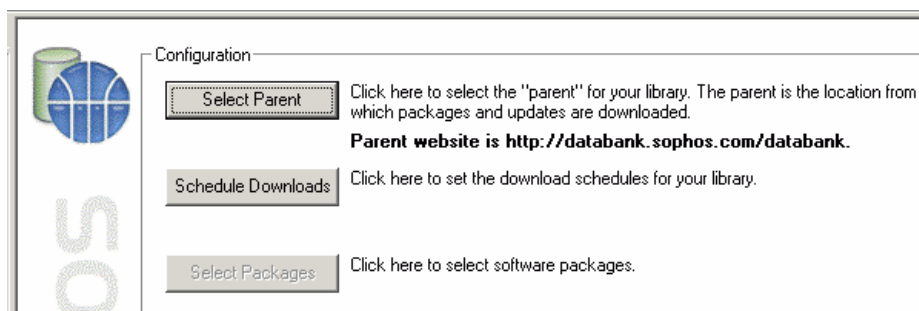 Configuration
Select Parent
Click here to select the "parent" for your library. The parent is the location from
which packages and updates are downloaded.
Parent website is http://databank.sophos.com/databank.
Schedule Downloads
Click here to set the download schedules for your library.
Select Packages
Click here to select software packages.
SO